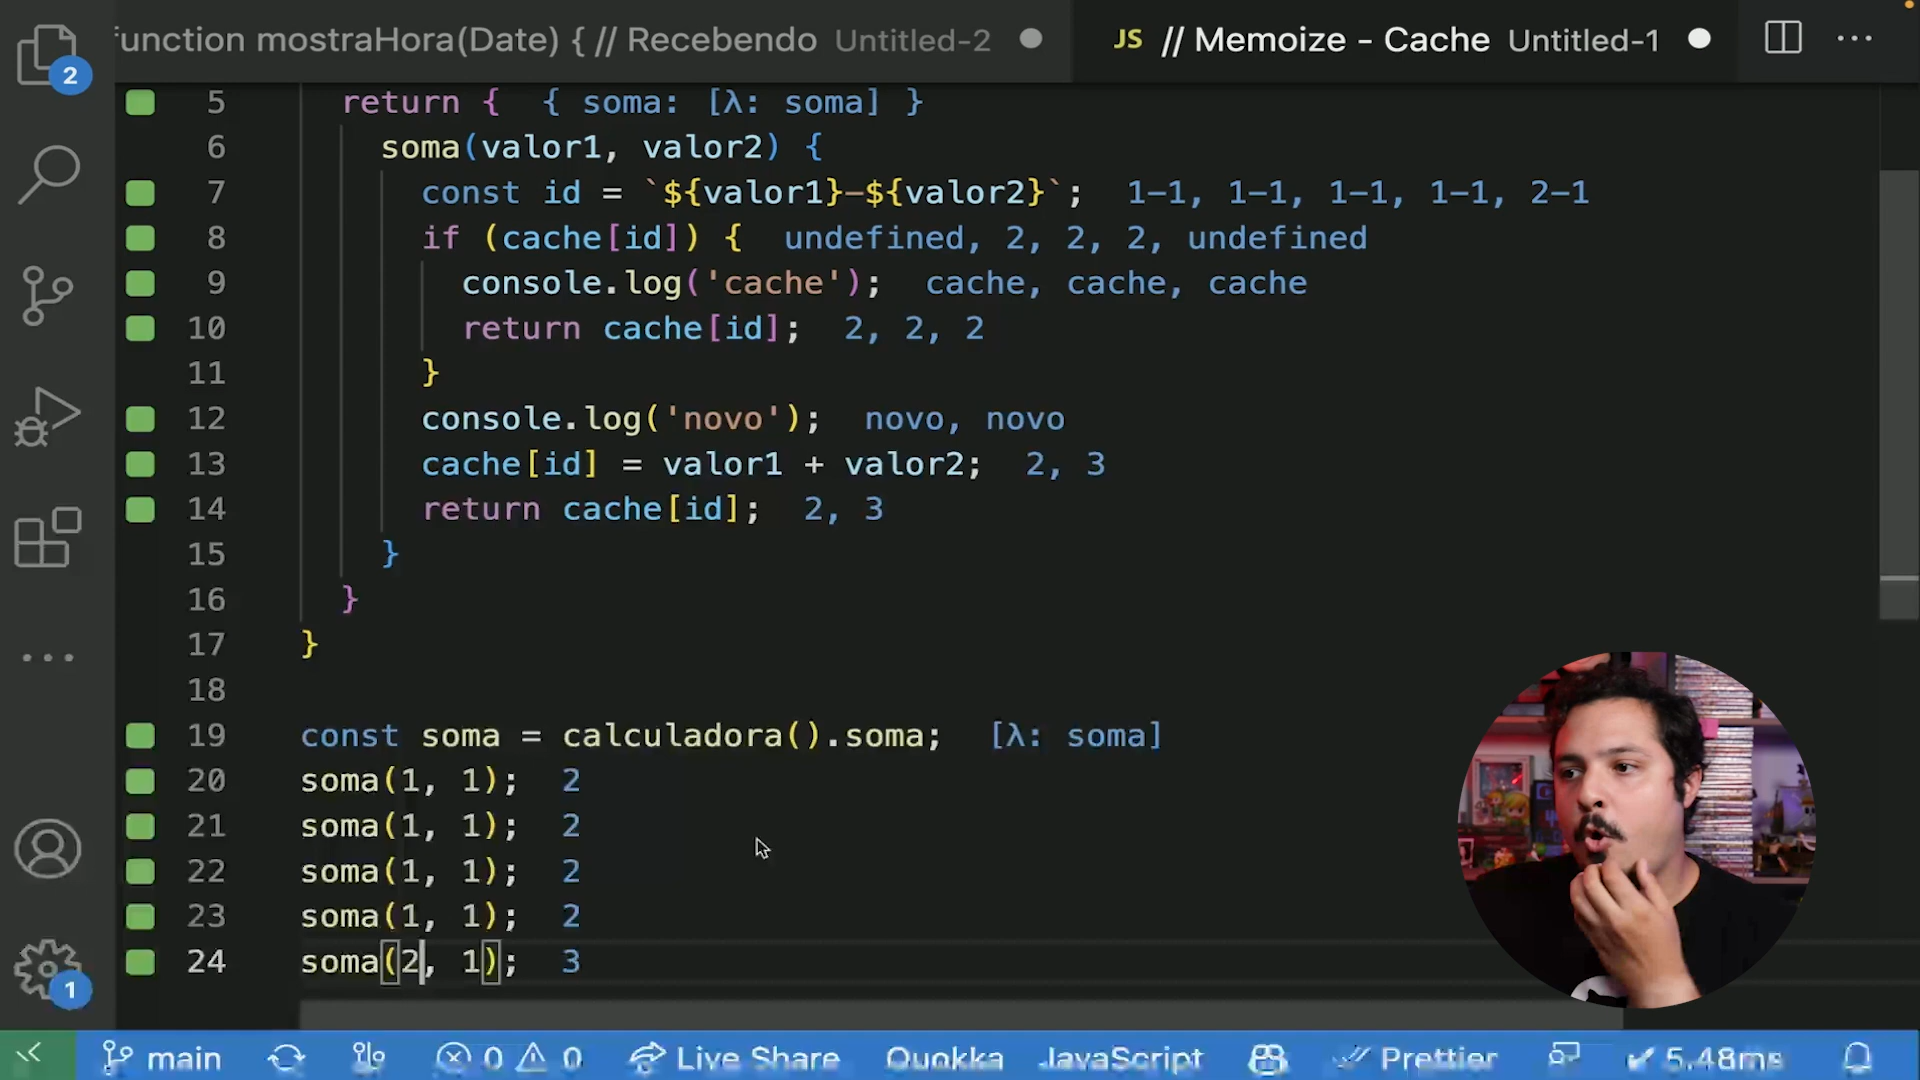 function mostraHora(Date) { // Recebendo Untitled-2
JS // Memoize - Cache Untitled-1
2
5 return { { soma: [λ: soma] }
6 soma(valor1, valor2) {
7 const id = `${valor1}-${valor2}`; 1-1, 1-1, 1-1, 1-1, 2-1
8 if (cache[id]) { undefined, 2, 2, 2, undefined
9 console.log('cache'); cache, cache, cache
10 return cache[id]; 2, 2, 2
11 }
12 console.log('novo'); novo, novo
13 cache[id] = valor1 + valor2; 2, 3
14 return cache[id]; 2, 3
15 }
16 }
17 }
18
19 const soma = calculadora().soma; [λ: soma]
20 soma(1, 1); 2
21 soma(1, 1); 2
22 soma(1, 1); 2
23 soma(1, 1); 2
24 soma(2, 1); 3
1
main 0 0 Live Share Quokka JavaScript Prettier 5.48ms